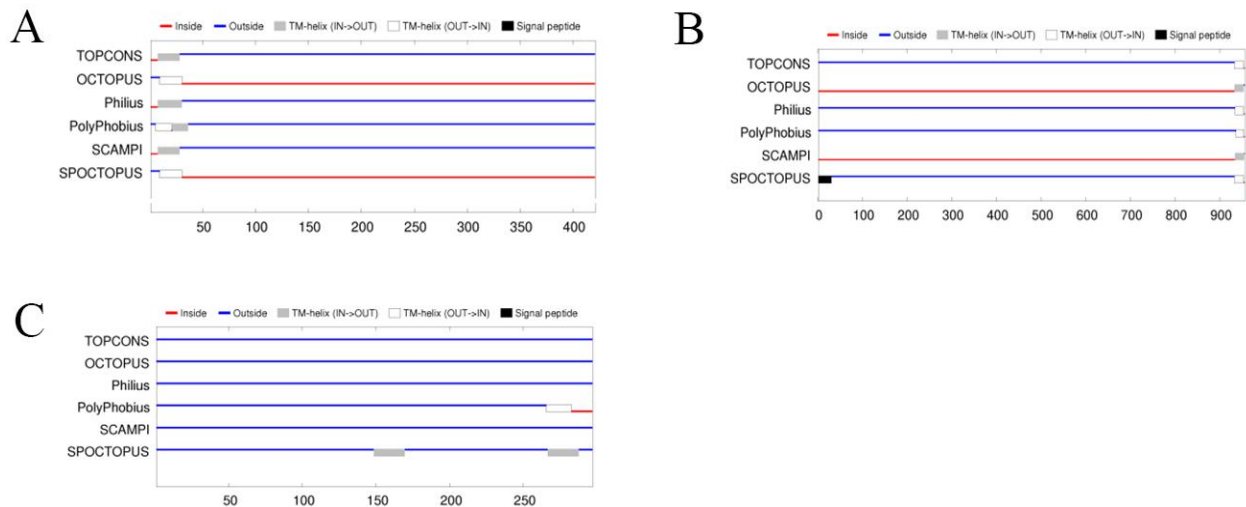 A
Inside Outside TM-helix (IN->OUT) TM-helix (OUT->IN) Signal peptide
TOPCONS
OCTOPUS
Philius
PolyPhobius
SCAMPI
SPOCTOPUS
50 100 150 200 250 300 350 400
B
Inside Outside TM-helix (IN->OUT) TM-helix (OUT->IN) Signal peptide
TOPCONS
OCTOPUS
Philius
PolyPhobius
SCAMPI
SPOCTOPUS
0 100 200 300 400 500 600 700 800 900
C
Inside Outside TM-helix (IN->OUT) TM-helix (OUT->IN) Signal peptide
TOPCONS
OCTOPUS
Philius
PolyPhobius
SCAMPI
SPOCTOPUS
50 100 150 200 250